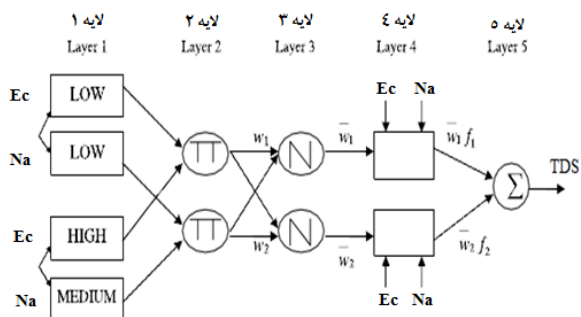 لایه ۱ لایه ۲ لایه ۳ لایه ٤ لایه ٥
Layer 1 Layer 2 Layer 3 Layer 4 Layer 5
Ec LOW
Na LOW
Ec HIGH
Na MEDIUM
Π
Π
w₁
w₂
N
N
w̅₁
w̅₂
Ec Na
Ec Na
w̅₁ f₁
w̅₂ f₂
Σ
TDS